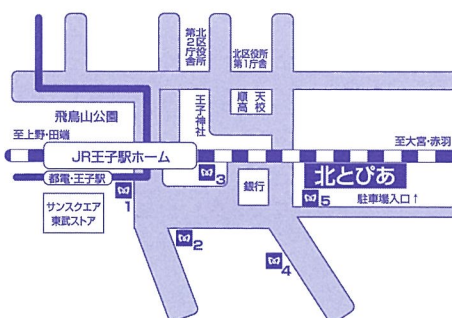 北区役所
第2庁舎
北区役所
第1庁舎
飛鳥山公園
王子神社
順天
高校
至上野・田端
至大宮・赤羽
JR王子駅ホーム
都電・王子駅
銀行
北とぴあ
サンスクエア
東武ストア
駐車場入口↑
1
2
3
4
5